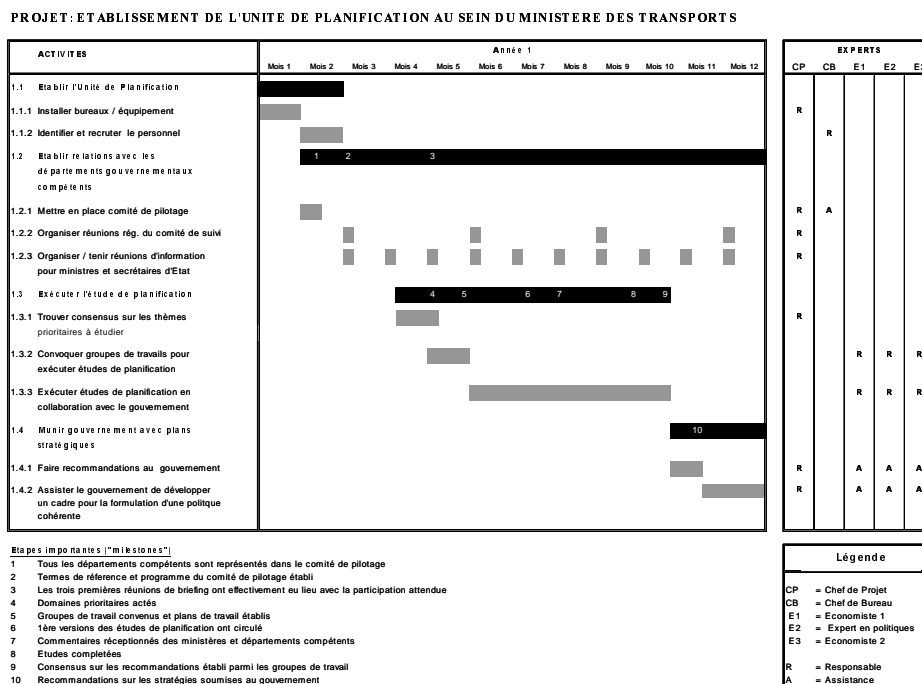 PROJET: ETABLISSEMENT DE L'UNITE DE PLANIFICATION AU SEIN DU MINISTERE DES TRANSPORTS
ACTIVITES
Année 1
Mois 1 Mois 2 Mois 3 Mois 4 Mois 5 Mois 6 Mois 7 Mois 8 Mois 9 Mois 10 Mois 11 Mois 12
EXPERTS
CP CB E1 E2 E3
1.1 Etablir l'Unité de Planification
1.1.1 Installer bureaux / équpipement R
1.1.2 Identifier et recruter le personnel R
1.2 Etablir relations avec les 1 2 3
départements gouvernementaux
compétents
1.2.1 Mettre en place comité de pilotage R A
1.2.2 Organiser réunions rég. du comité de suivi R
1.2.3 Organiser / tenir réunions d'information R
pour ministres et secrétaires d'Etat
1.3 Exécuter l'étude de planification 4 5 6 7 8 9
1.3.1 Trouver consensus sur les thèmes R
prioritaires à étudier
1.3.2 Convoquer groupes de travails pour R R R
exécuter études de planification
1.3.3 Exécuter études de planification en R R R
collaboration avec le gouvernement
1.4 Munir gouvernement avec plans 10
stratégiques
1.4.1 Faire recommandations au gouvernement R A A A
1.4.2 Assister le gouvernement de développer R A A A
un cadre pour la formulation d'une politque
cohérente
Etapes importantes ("milestones")
1 Tous les départements compétents sont représentés dans le comité de pilotage
2 Termes de réference et programme du comité de pilotage établi
3 Les trois premières réunions de briefing ont effectivement eu lieu avec la participation attendue
4 Domaines prioritaires actés
5 Groupes de travail convenus et plans de travail établis
6 1ère versions des études de planification ont circulé
7 Commentaires réceptionnés des ministères et départements compétents
8 Etudes completées
9 Consensus sur les recommandations établi parmi les groupes de travail
10 Recommandations sur les stratégies soumises au gouvernement
Légende
CP = Chef de Projet
CB = Chef de Bureau
E1 = Economiste 1
E2 = Expert en politiques
E3 = Economiste 2
R = Responsable
A = Assistance